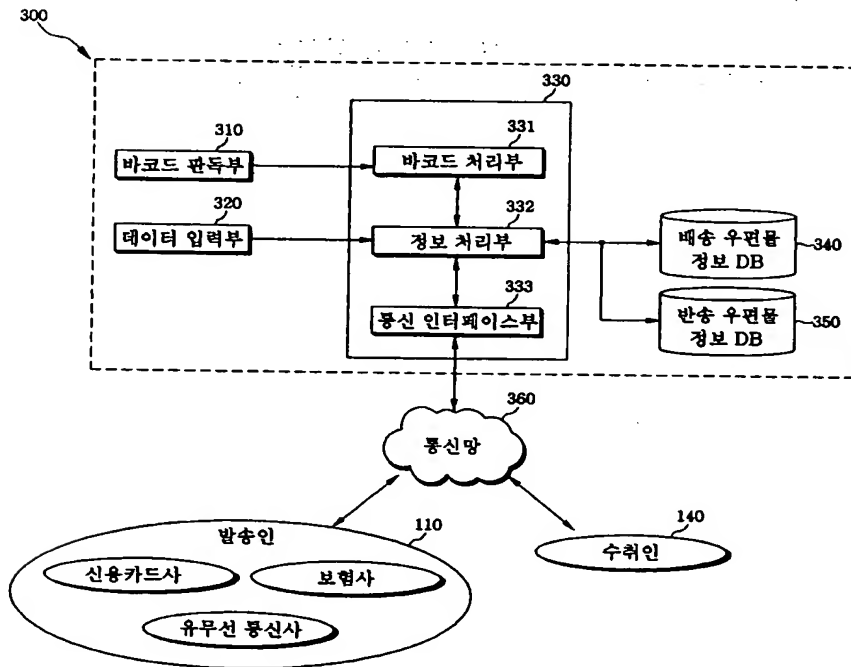 300
330
310
331
바코드 판독부
바코드 처리부
320
332
데이터 입력부
정보 처리부
배송 우편물
정보 DB
340
333
통신 인터페이스부
반송 우편물
정보 DB
350
360
통신망
110
발송인
140
수취인
신용카드사
보험사
유무선 통신사